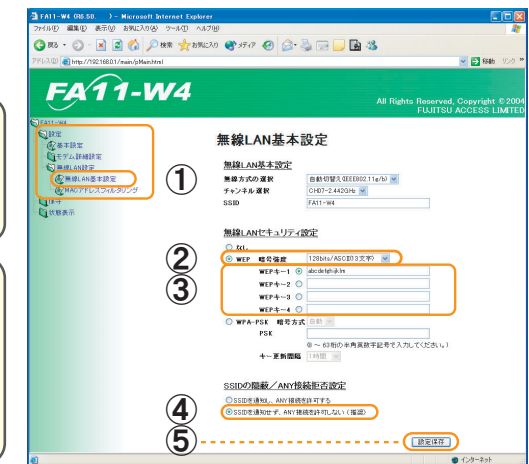 FA11-W4 (R6.50. ) - Microsoft Internet Explorer
ファイル(F) 編集(E) 表示(V) お気に入り(A) ツール(T) ヘルプ(H)
戻る 検索 お気に入り メディア
アドレス(D) http://192.168.0.1/main/pMain.html 移動 リンク
FA11-W4
All Rights Reserved, Copyright © 2004
FUJITSU ACCESS LIMITED
FA11-W4
設定
基本設定
モデム詳細設定
無線LAN設定
無線LAN基本設定
MACアドレスフィルタリング
保守
状態表示
無線LAN基本設定
無線LAN基本設定
無線方式の選択 自動切替え(IEEE802.11g/b)
チャンネル選択 CH07-2.442GHz
SSID FA11-W4
無線LANセキュリティ設定
なし
WEP 暗号強度 128bits/ASCII(13文字)
WEPキー1 abcdefghijklm
WEPキー2
WEPキー3
WEPキー4
WPA-PSK 暗号方式 自動
PSK
(8 ～ 63桁の半角英数字記号で入力してください。)
キー更新間隔 1時間
SSIDの隠蔽／ANY接続拒否設定
SSIDを通知し、ANY接続を許可する
SSIDを通知せず、ANY接続を許可しない (推奨)
設定保存
インターネット
①
②
③
④
⑤